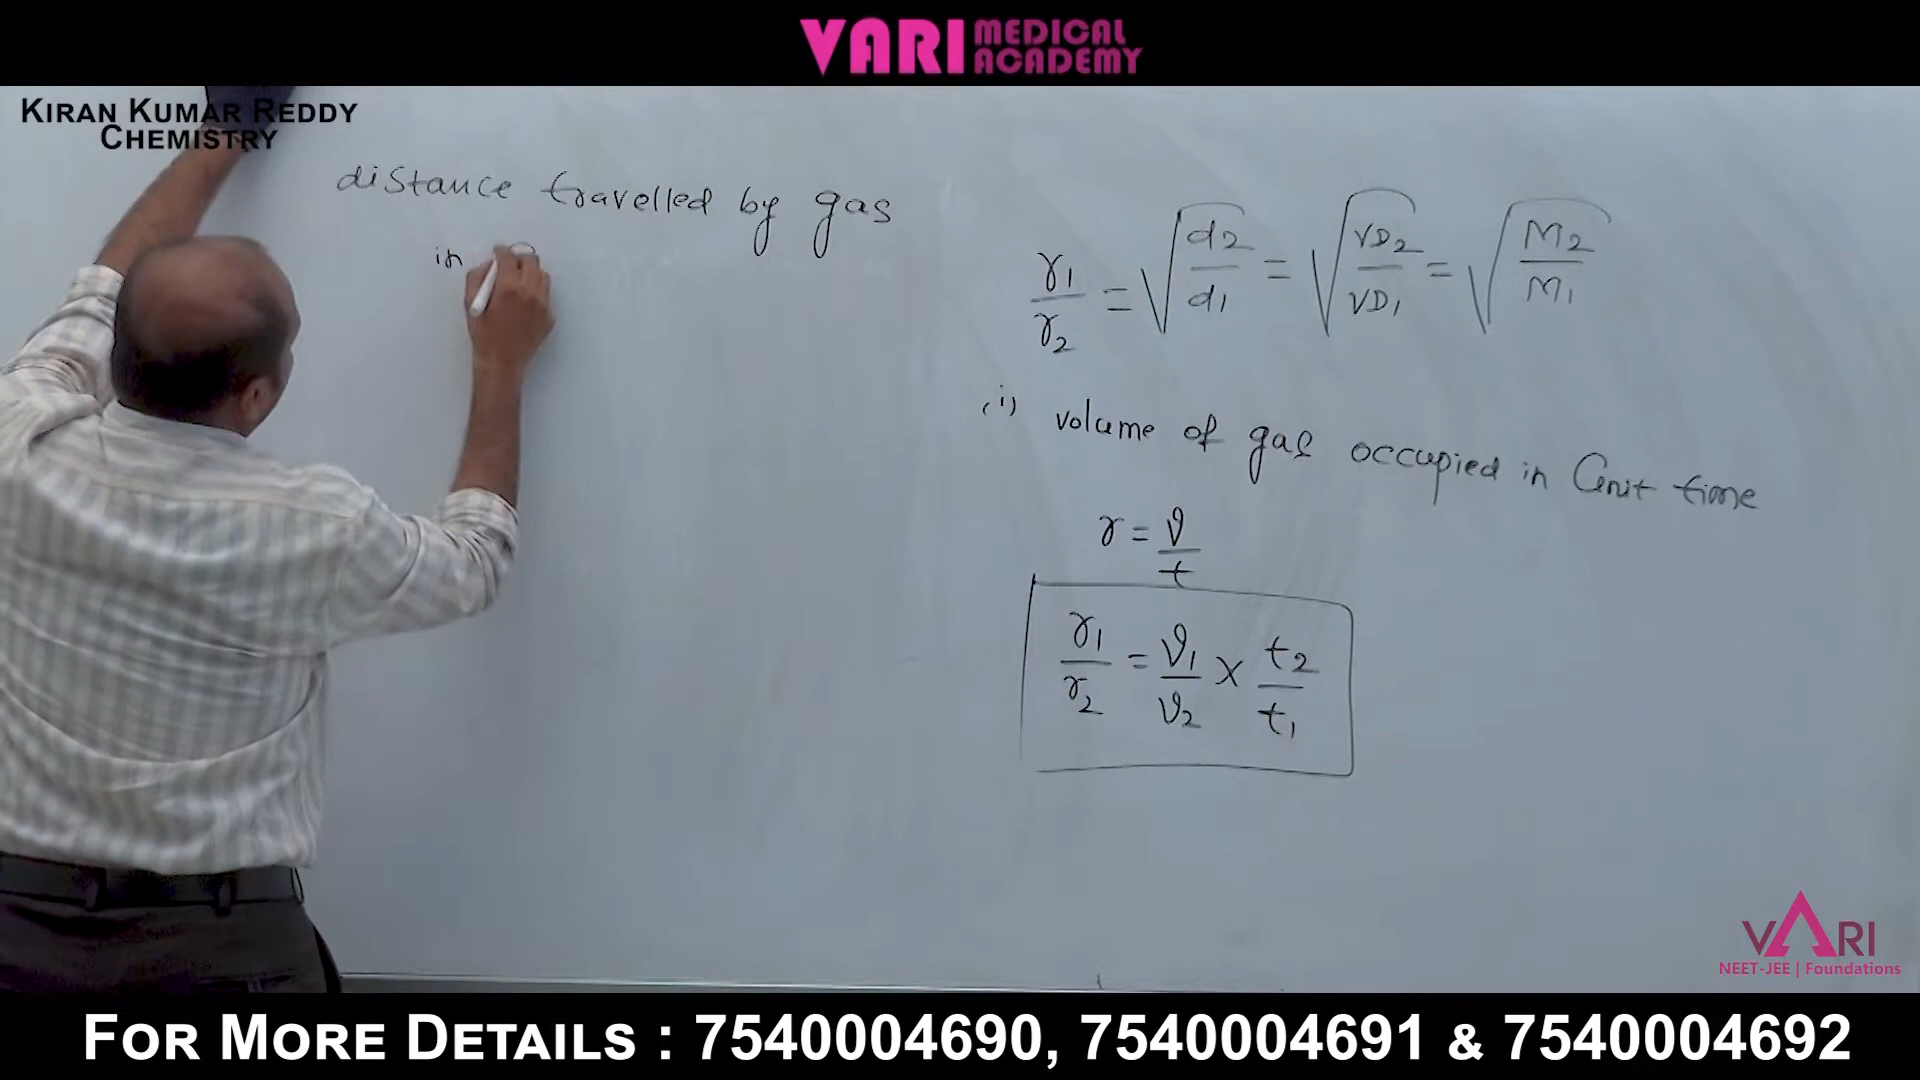 VARI MEDICAL ACADEMY
KIRAN KUMAR REDDY
CHEMISTRY
distance travelled by gas
in
r1/r2 = √(d2/d1) = √(VD2/VD1) = √(M2/M1)
(i) volume of gas occupied in Unit time
r = v/t
r1/r2 = v1/v2 × t2/t1
VARI
NEET-JEE | Foundations
FOR MORE DETAILS : 7540004690, 7540004691 & 7540004692